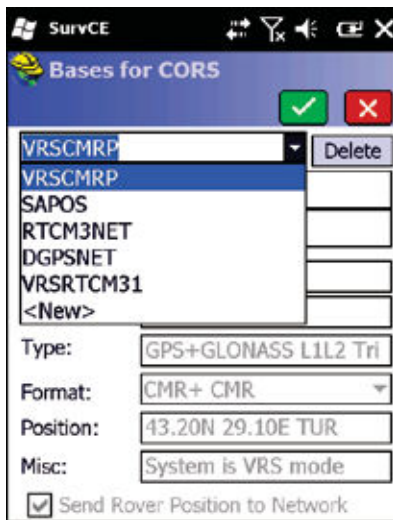 SurvCE
Bases for CORS
VRSCMRP Delete
VRSCMRP
SAPOS
RTCM3NET
DGPSNET
VRSRTCM31
<New>
Type: GPS+GLONASS L1L2 Tri
Format: CMR+ CMR
Position: 43.20N 29.10E TUR
Misc: System is VRS mode
Send Rover Position to Network